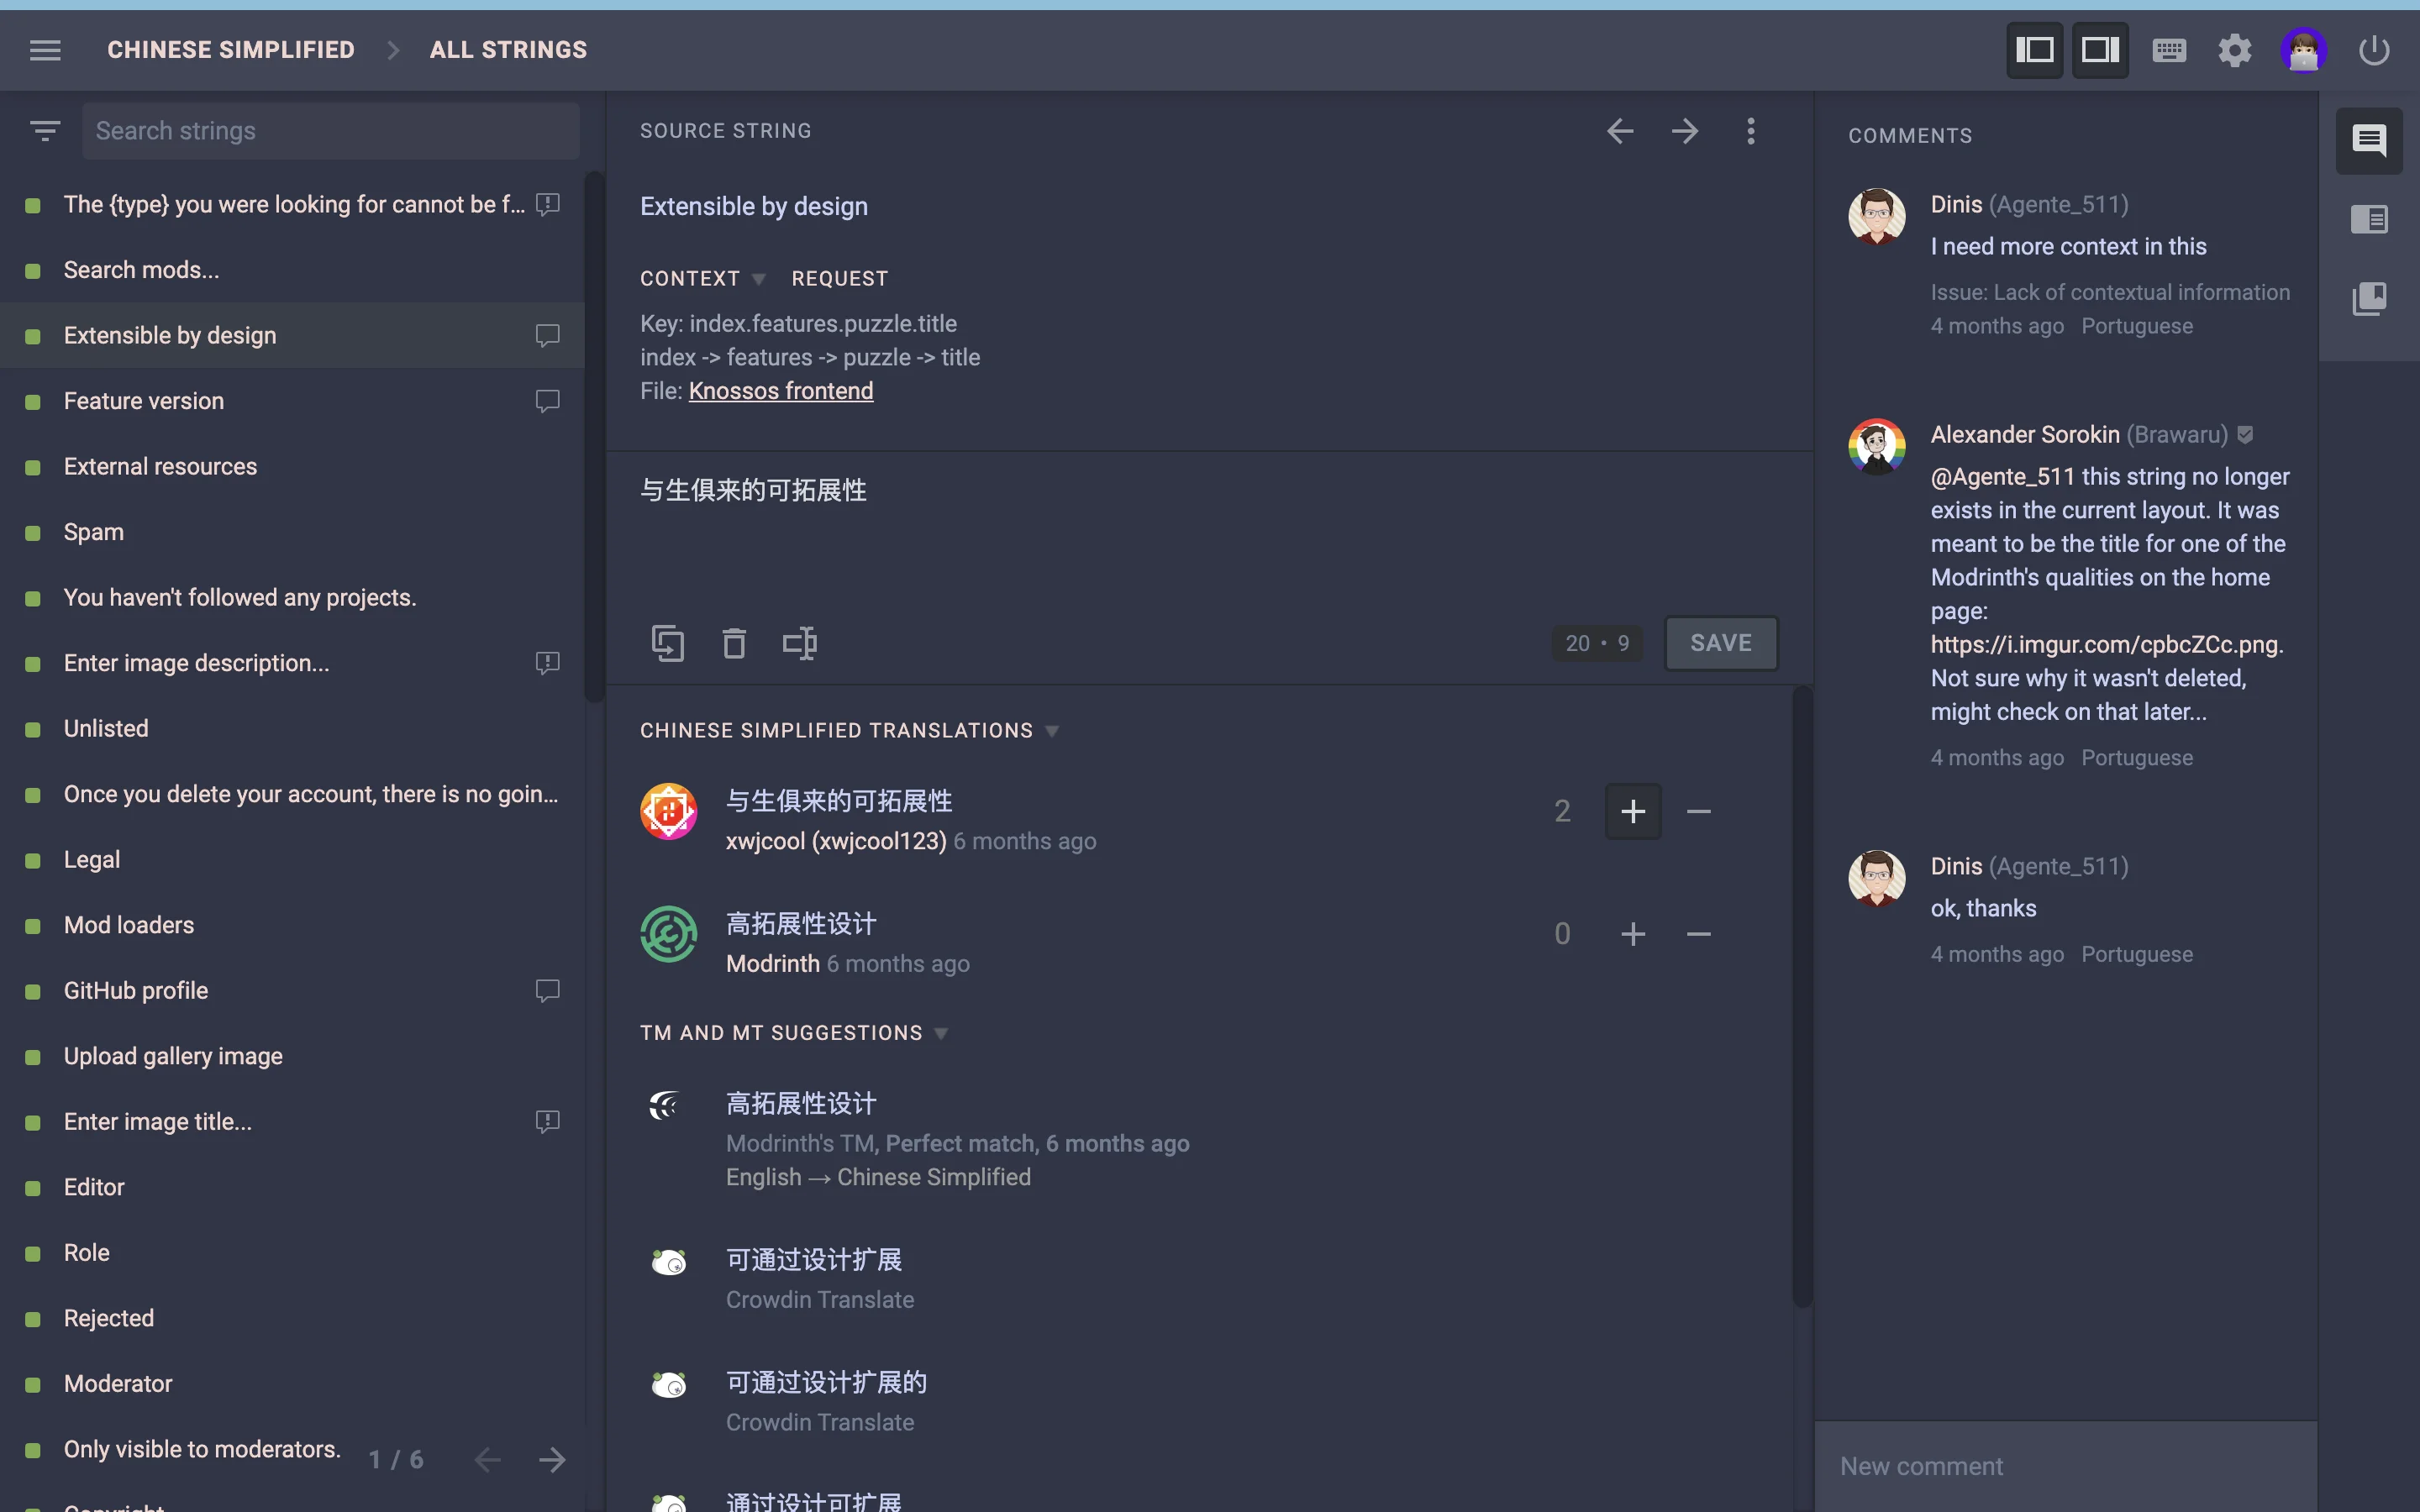 CHINESE SIMPLIFIED
ALL STRINGS
Search strings
The {type} you were looking for cannot be f...
Search mods...
Extensible by design
Feature version
External resources
Spam
You haven't followed any projects.
Enter image description...
Unlisted
Once you delete your account, there is no goin...
Legal
Mod loaders
GitHub profile
Upload gallery image
Enter image title...
Editor
Role
Rejected
Moderator
Only visible to moderators.
1 / 6
Copyright
SOURCE STRING
Extensible by design
CONTEXT REQUEST
Key: index.features.puzzle.title
index -> features -> puzzle -> title
File: Knossos frontend
与生俱来的可拓展性
20 • 9
SAVE
CHINESE SIMPLIFIED TRANSLATIONS
与生俱来的可拓展性
xwjcool (xwjcool123) 6 months ago
2
高拓展性设计
Modrinth 6 months ago
0
TM AND MT SUGGESTIONS
高拓展性设计
Modrinth's TM, Perfect match, 6 months ago
English → Chinese Simplified
可通过设计扩展
Crowdin Translate
可通过设计扩展的
Crowdin Translate
通过设计可扩展
COMMENTS
Dinis (Agente_511)
I need more context in this
Issue: Lack of contextual information
4 months ago Portuguese
Alexander Sorokin (Brawaru)
@Agente_511 this string no longer
exists in the current layout. It was
meant to be the title for one of the
Modrinth's qualities on the home
page:
https://i.imgur.com/cpbcZCc.png.
Not sure why it wasn't deleted,
might check on that later...
4 months ago Portuguese
Dinis (Agente_511)
ok, thanks
4 months ago Portuguese
New comment